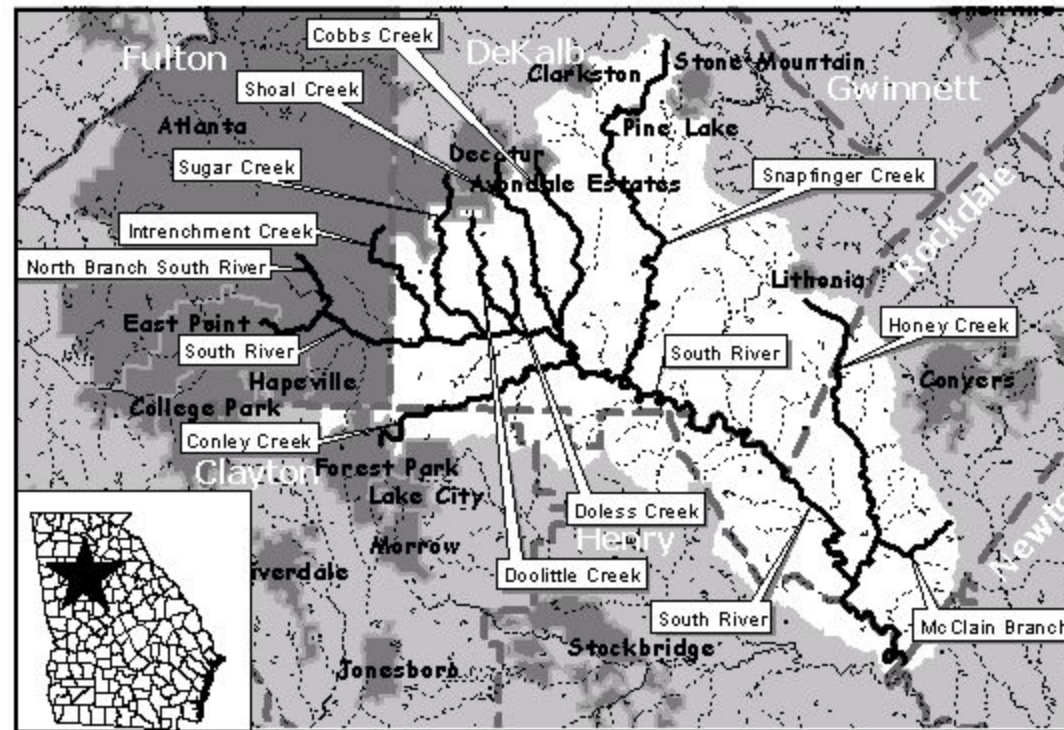 Cobbs Creek
DeKalb
Fulton
Clarkston
Stone Mountain
Gwinnett
Shoal Creek
Atlanta
Pine Lake
Decatur
Sugar Creek
Avondale Estates
Snapfinger Creek
Rockdale
Intrenchment Creek
North Branch South River
Lithonia
East Point
Honey Creek
South River
South River
Hapeville
Conyers
College Park
Conley Creek
Clayton
Forest Park
Lake City
Doless Creek
Henry
Morrow
Doolittle Creek
South River
McClain Branch
Stockbridge
Jonesboro